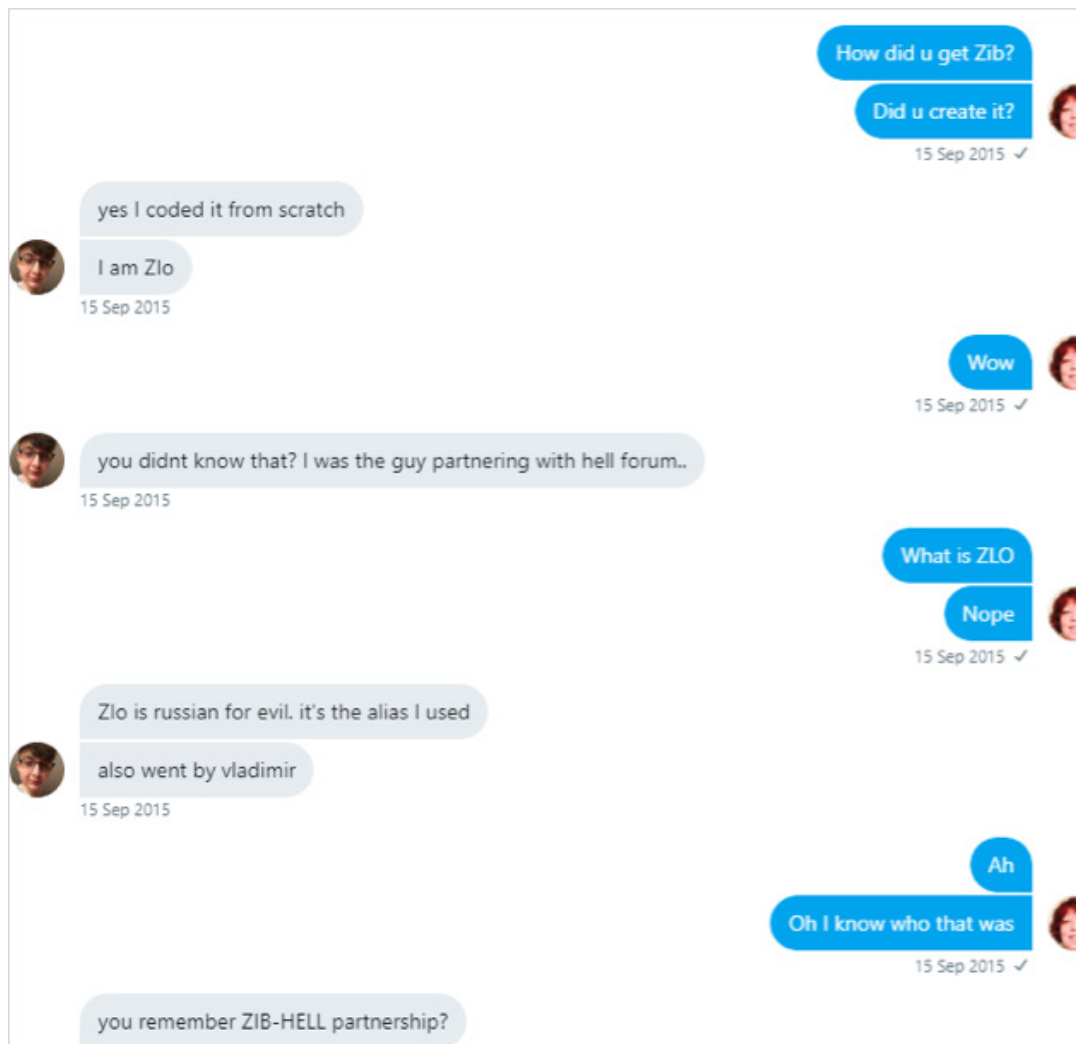 How did u get Zib?
Did u create it?
15 Sep 2015 ✓
yes I coded it from scratch
I am Zlo
15 Sep 2015
Wow
15 Sep 2015 ✓
you didnt know that? I was the guy partnering with hell forum..
15 Sep 2015
What is ZLO
Nope
15 Sep 2015 ✓
Zlo is russian for evil. it's the alias I used
also went by vladimir
15 Sep 2015
Ah
Oh I know who that was
15 Sep 2015 ✓
you remember ZIB-HELL partnership?